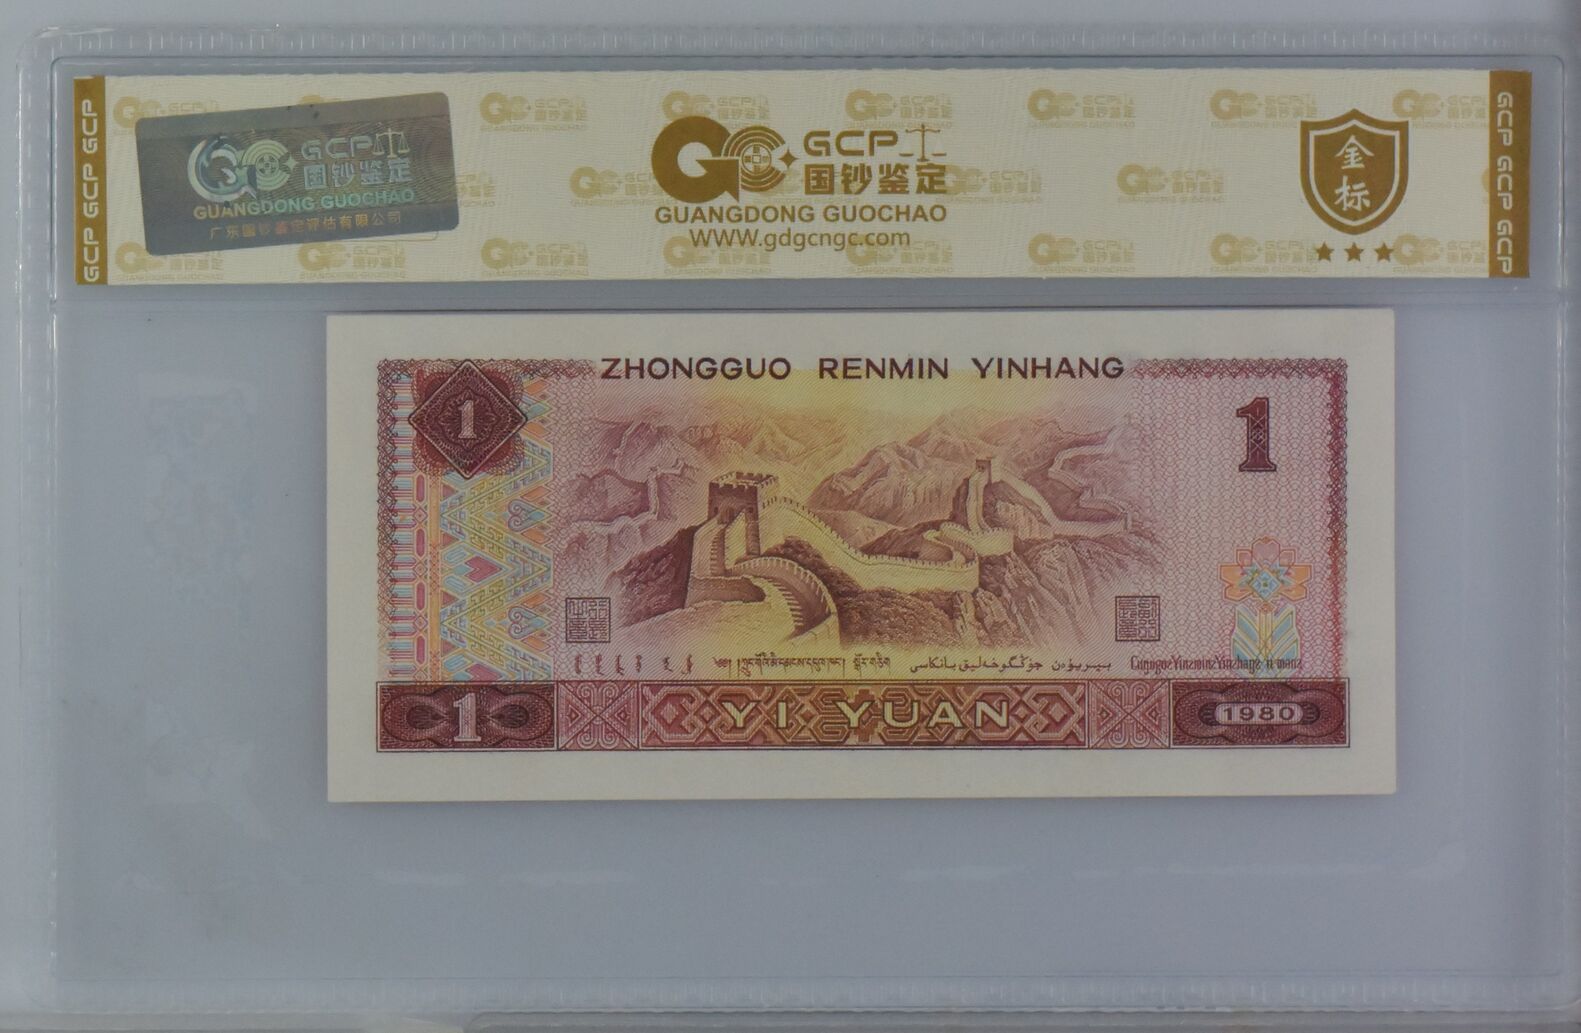 GCP GCP GCP
GCP
国钞鉴定
GUANGDONG GUOCHAO
广东国钞鉴定评估有限公司
GCP
国钞鉴定
GUANGDONG GUOCHAO
WWW.gdgcngc.com
金
标
GCP GCP GCP
ZHONGGUO RENMIN YINHANG
1
1
1
YI YUAN
1980